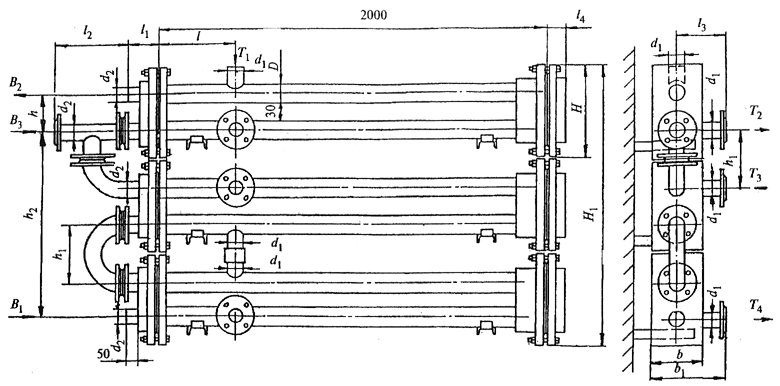 2000
l₂
l₁
l
l₄
T₁
d₁
D
B₂
d₂
h
d₂
B₃
30
H
d₂
h₂
h₁
H₁
d₁
d₁
B₁
50
d₂
l₃
d₁
d₁
T₂
h₁
T₃
d₁
d₁
T₄
b
b₁